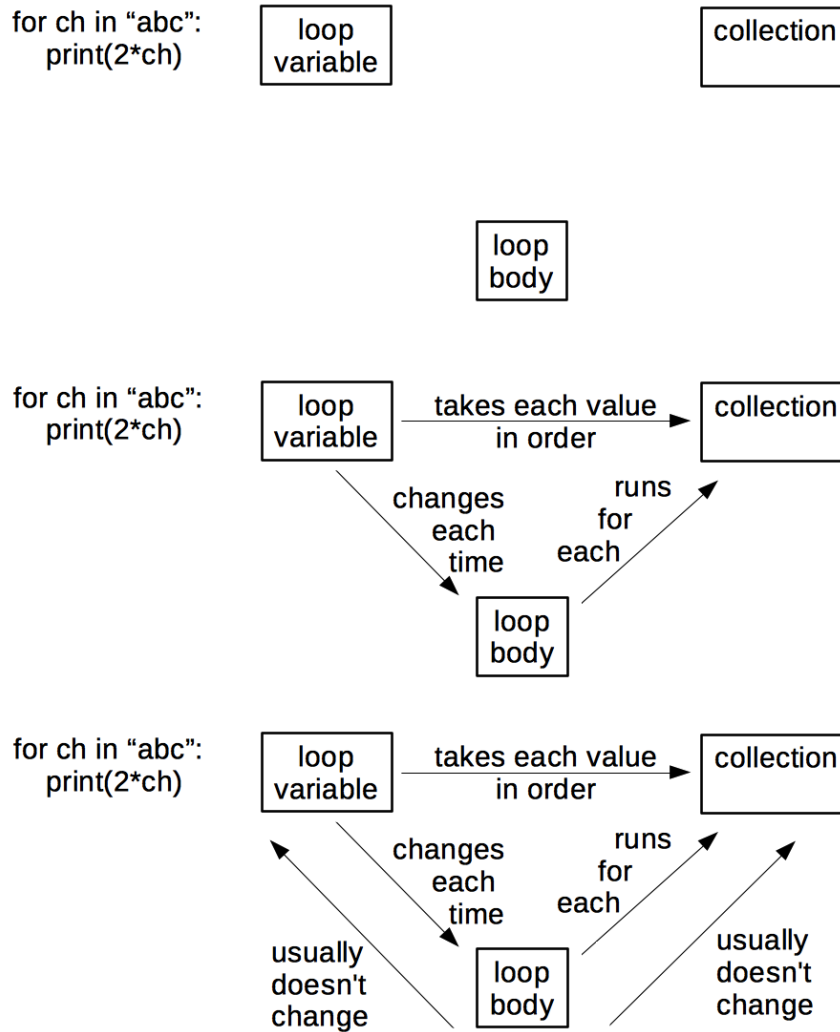 for ch in “abc”:
print(2*ch)
loop
variable
collection
loop
body
for ch in “abc”:
print(2*ch)
loop
variable
takes each value
in order
collection
changes
each
time
runs
for
each
loop
body
for ch in “abc”:
print(2*ch)
loop
variable
takes each value
in order
collection
changes
each
time
runs
for
each
usually
doesn't
change
loop
body
usually
doesn't
change